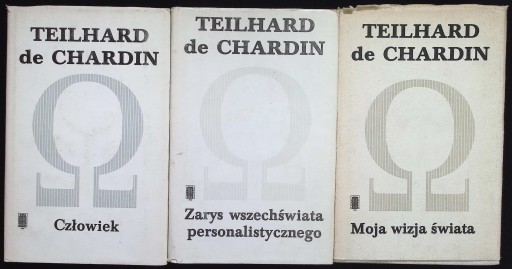 TEILHARD
de CHARDIN
Człowiek
TEILHARD
de CHARDIN
Zarys wszechświata
personalistycznego
TEILHARD
de CHARDIN
Moja wizja świata